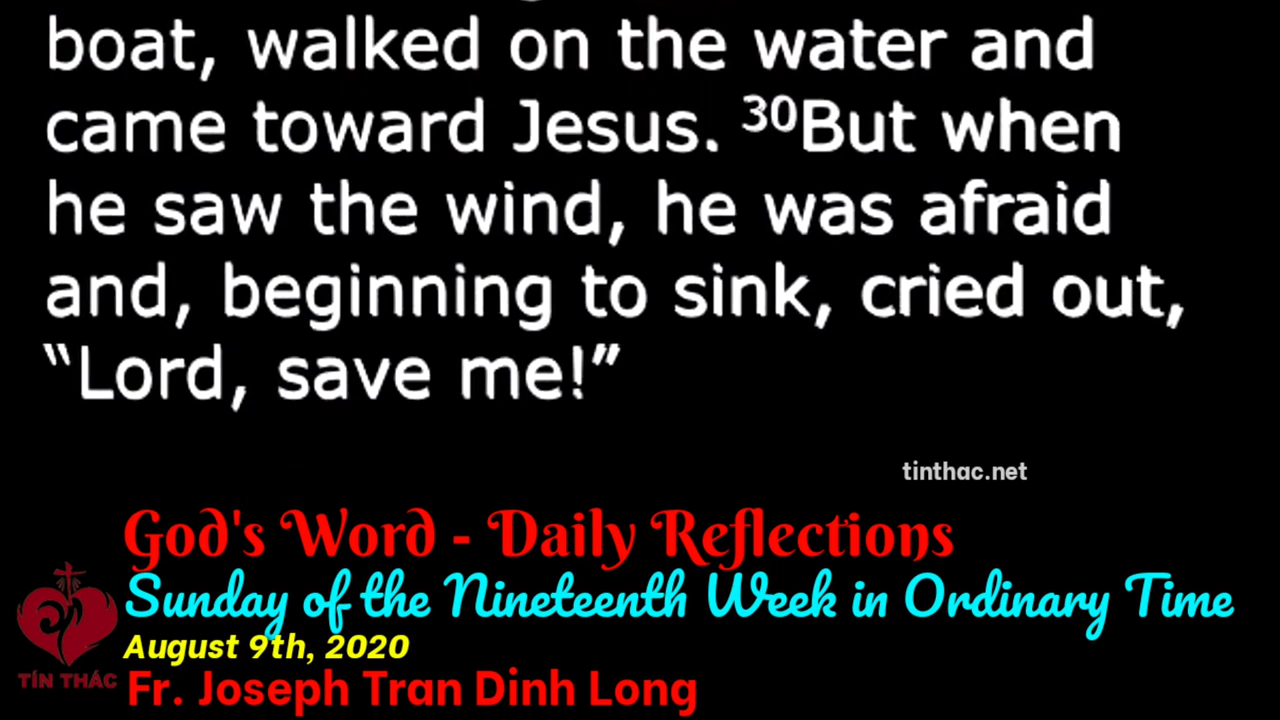 boat, walked on the water and
came toward Jesus. ³⁰But when
he saw the wind, he was afraid
and, beginning to sink, cried out,
“Lord, save me!”
tinthac.net
God's Word - Daily Reflections
Sunday of the Nineteenth Week in Ordinary Time
August 9th, 2020
TÍN THÁC
Fr. Joseph Tran Dinh Long